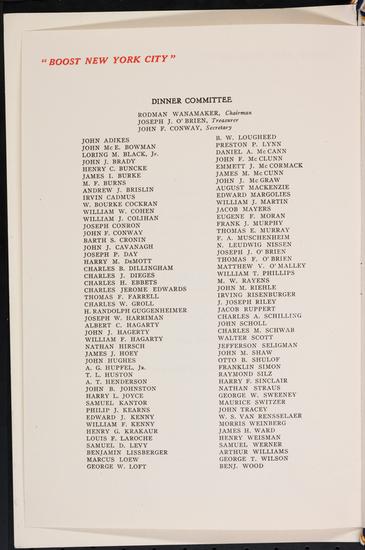 "BOOST NEW YORK CITY"
DINNER COMMITTEE
RODMAN WANAMAKER, Chairman
JOSEPH J. O'BRIEN, Treasurer
JOHN F. CONWAY, Secretary
JOHN ADIKES
JOHN McE. BOWMAN
LORING M. BLACK, Jr.
JOHN J. BRADY
HENRY C. BUNCKE
JAMES I. BURKE
M. F. BURNS
ANDREW J. BRISLIN
IRVIN CADMUS
W. BOURKE COCKRAN
WILLIAM W. COHEN
WILLIAM J. COLIHAN
JOSEPH CONRON
JOHN F. CONWAY
BARTH S. CRONIN
JOHN J. CAVANAGH
JOSEPH P. DAY
HARRY M. DeMOTT
CHARLES B. DILLINGHAM
CHARLES J. DIEGES
CHARLES H. EBBETS
CHARLES JEROME EDWARDS
THOMAS F. FARRELL
CHARLES W. GROLL
H. RANDOLPH GUGGENHEIMER
JOSEPH W. HARRIMAN
ALBERT C. HAGARTY
JOHN J. HAGERTY
WILLIAM F. HAGARTY
NATHAN HIRSCH
JAMES J. HOEY
JOHN HUGHES
A. G. HUPFEL, Jr.
T. L. HUSTON
A. T. HENDERSON
JOHN B. JOHNSTON
HARRY L. JOYCE
SAMUEL KANTOR
PHILIP J. KEARNS
EDWARD J. KENNY
WILLIAM F. KENNY
HENRY G. KRAKAUR
LOUIS F. LAROCHE
SAMUEL D. LEVY
BENJAMIN LISSBERGER
MARCUS LOEW
GEORGE W. LOFT
B. W. LOUGHEED
PRESTON P. LYNN
DANIEL A. McCANN
JOHN F. McCLUNN
EMMETT J. McCORMACK
JAMES M. McCUNN
JOHN J. McGRAW
AUGUST MACKENZIE
EDWARD MARGOLIES
WILLIAM J. MARTIN
JACOB MAYERS
EUGENE F. MORAN
FRANK J. MURPHY
THOMAS E. MURRAY
F. A. MUSCHENHEIM
N. LEUDWIG NISSEN
JOSEPH J. O'BRIEN
THOMAS F. O'BRIEN
MATTHEW V. O'MALLEY
WILLIAM T. PHILLIPS
M. W. RAYENS
JOHN M. RIEHLE
IRVING RISENBURGER
J. JOSEPH RILEY
JACOB RUPPERT
CHARLES A. SCHILLING
JOHN SCHOLL
CHARLES M. SCHWAB
WALTER SCOTT
JEFFERSON SELIGMAN
JOHN M. SHAW
OTTO B. SHULOF
FRANKLIN SIMON
RAYMOND SILZ
HARRY F. SINCLAIR
NATHAN STRAUS
GEORGE W. SWEENEY
MAURICE SWITZER
JOHN TRACEY
W. S. VAN RENSSELAER
MORRIS WEINBERG
JAMES H. WARD
HENRY WEISMAN
SAMUEL WERNER
ARTHUR WILLIAMS
GEORGE T. WILSON
BENJ. WOOD